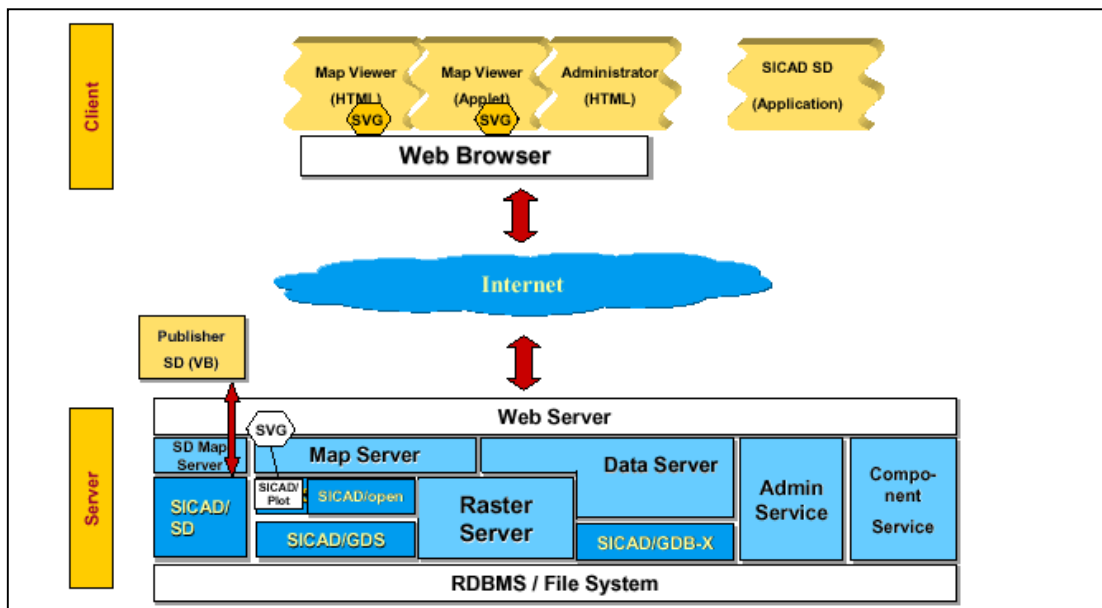 Client
Map Viewer
(HTML)
SVG
Map Viewer
(Applet)
SVG
Administrator
(HTML)
SICAD SD
(Application)
Web Browser
Internet
Publisher
SD (VB)
Server
Web Server
SVG
SD Map
Server
Map Server
Data Server
Admin
Service
Compo-
nent
Service
SICAD/
SD
SICAD/
Plot
SICAD/open
Raster
Server
SICAD/GDS
SICAD/GDB-X
RDBMS / File System